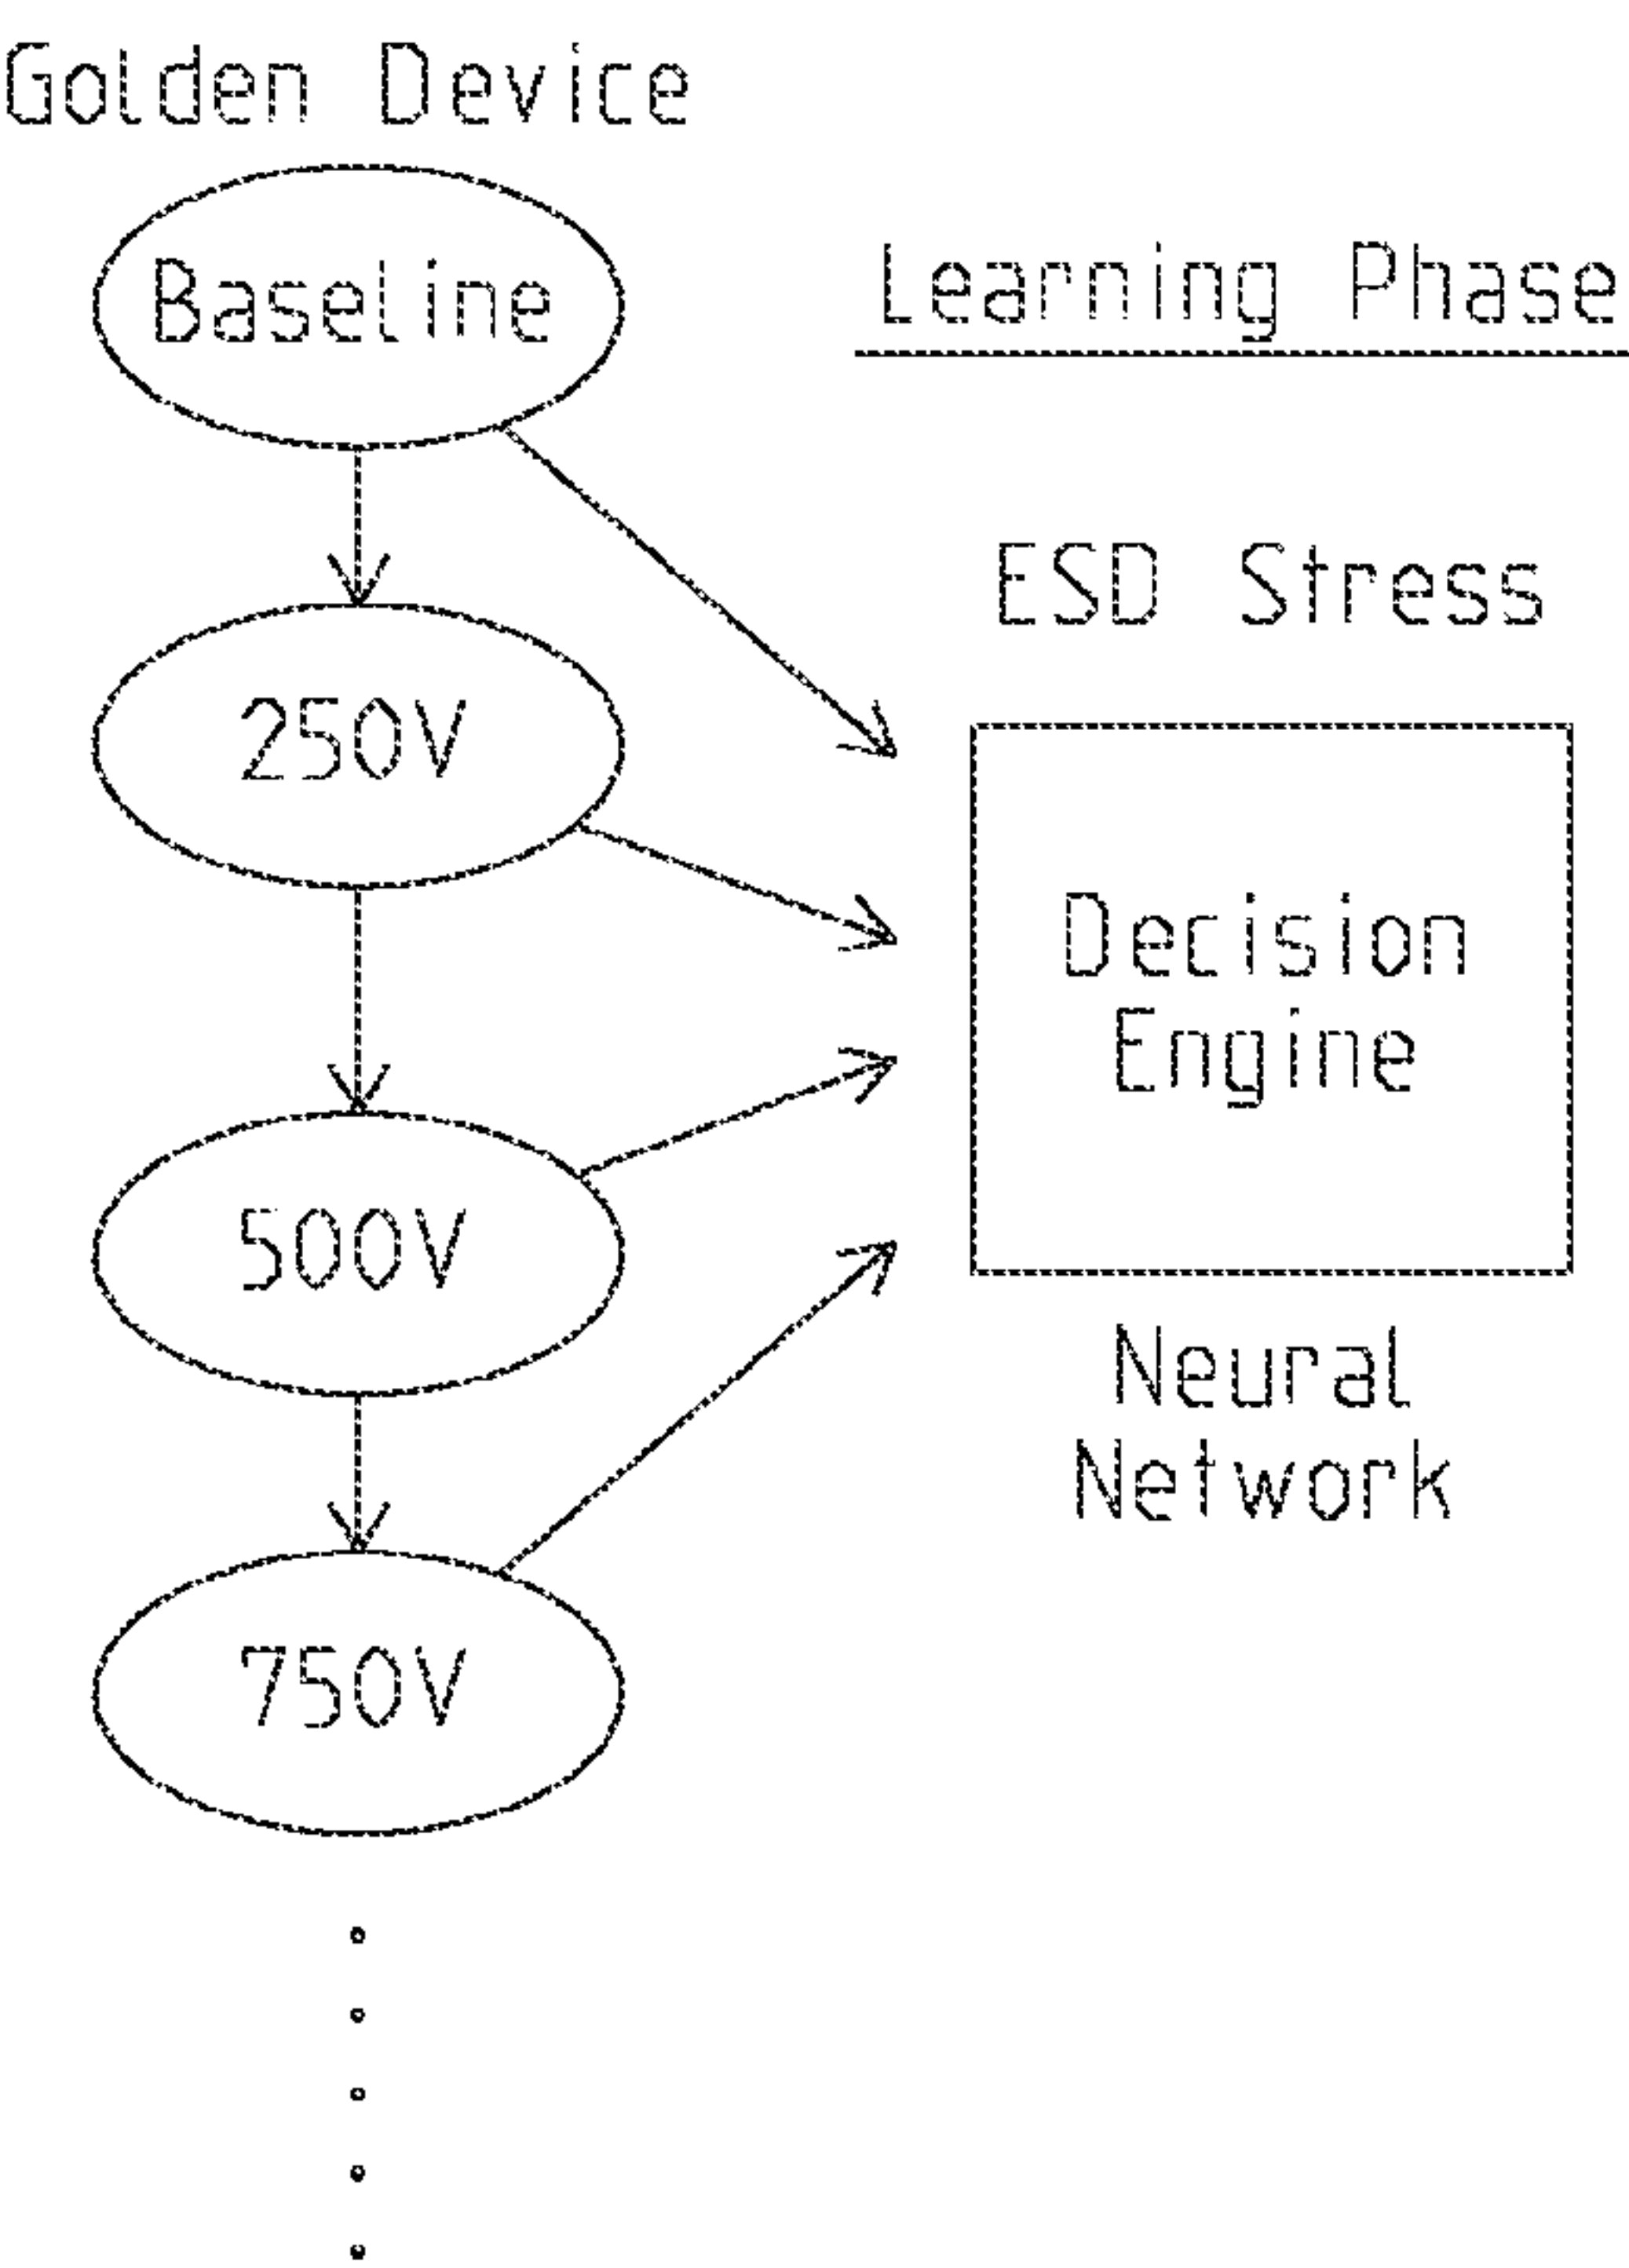 Golden Device
Baseline
Learning Phase
ESD Stress
250V
Decision
Engine
500V
Neural
Network
750V